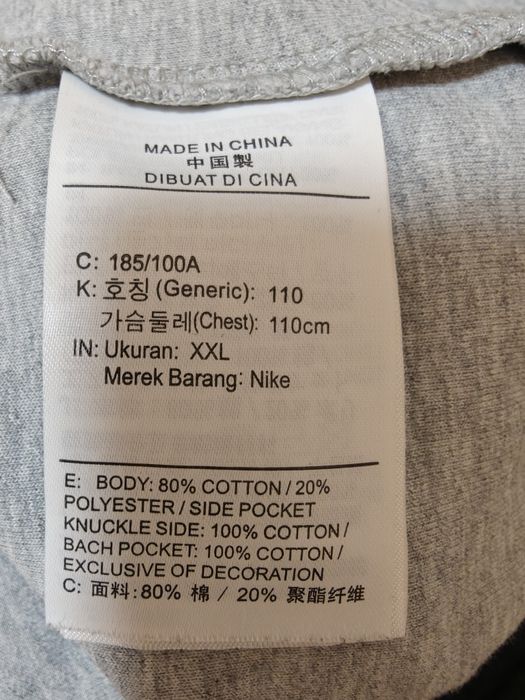 MADE IN CHINA
中国製
DIBUAT DI CINA
C: 185/100A
K: 호칭 (Generic): 110
가슴둘레(Chest): 110cm
IN: Ukuran: XXL
Merek Barang: Nike
E: BODY: 80% COTTON / 20%
POLYESTER / SIDE POCKET
KNUCKLE SIDE: 100% COTTON /
BACH POCKET: 100% COTTON /
EXCLUSIVE OF DECORATION
C: 面料: 80% 棉 / 20% 聚酯纤维